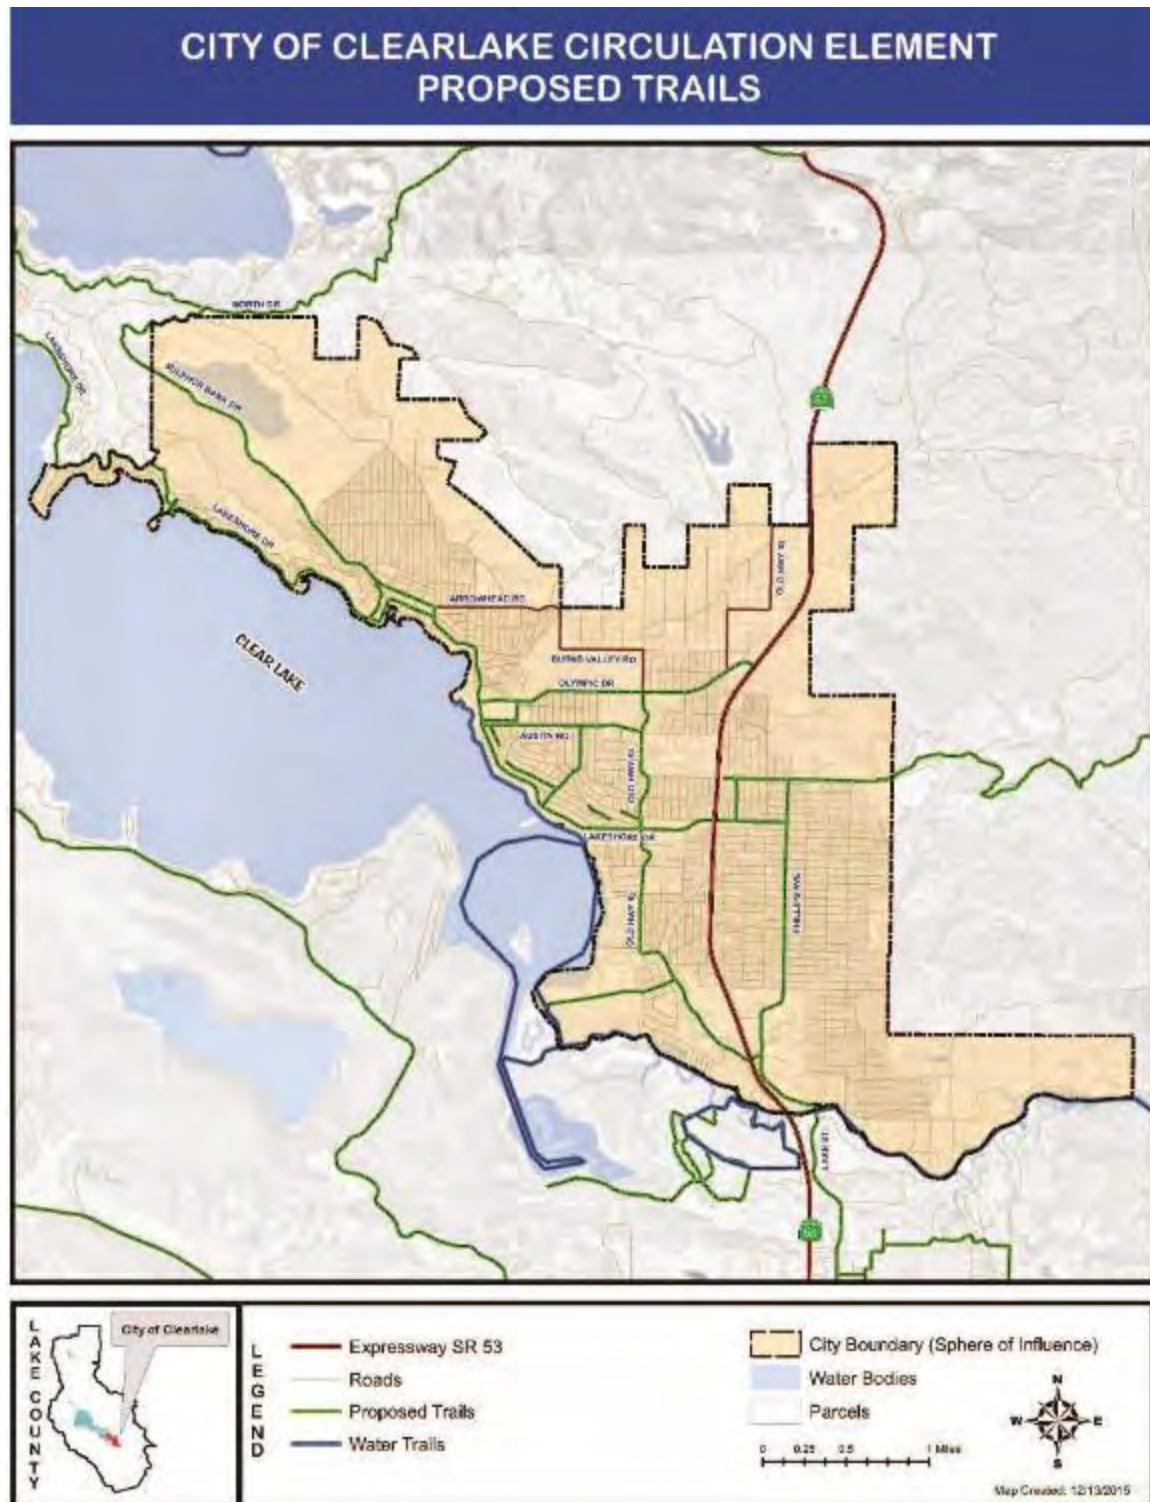 CITY OF CLEARLAKE CIRCULATION ELEMENT
PROPOSED TRAILS
NORTH DR
LAKESHORE DR
SULPHUR BANK DR
LAKESHORE DR
OLD HWY 53
ARROWHEAD RD
CLEAR LAKE
BURNS VALLEY RD
OLYMPIC DR
AUSTIN RD
OLD HWY 53
LAKESHORE DR
PHILLIPS AVE
OLD HWY 53
LAKE ST
LAKE COUNTY
City of Clearlake
LEGEND
Expressway SR 53
Roads
Proposed Trails
Water Trails
City Boundary (Sphere of Influence)
Water Bodies
Parcels
N
W E
S
0 0.25 0.5 1 Miles
Map Created: 12/13/2015